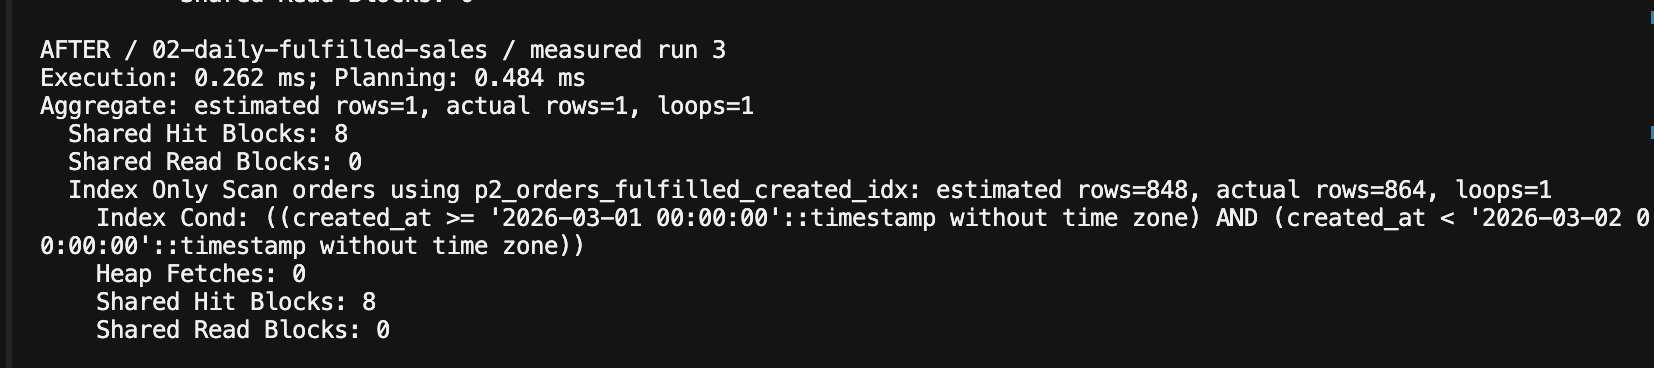 Shared Read Blocks: 0
AFTER / 02-daily-fulfilled-sales / measured run 3
Execution: 0.262 ms; Planning: 0.484 ms
Aggregate: estimated rows=1, actual rows=1, loops=1
Shared Hit Blocks: 8
Shared Read Blocks: 0
Index Only Scan orders using p2_orders_fulfilled_created_idx: estimated rows=848, actual rows=864, loops=1
Index Cond: ((created_at >= '2026-03-01 00:00:00'::timestamp without time zone) AND (created_at < '2026-03-02 0
0:00:00'::timestamp without time zone))
Heap Fetches: 0
Shared Hit Blocks: 8
Shared Read Blocks: 0